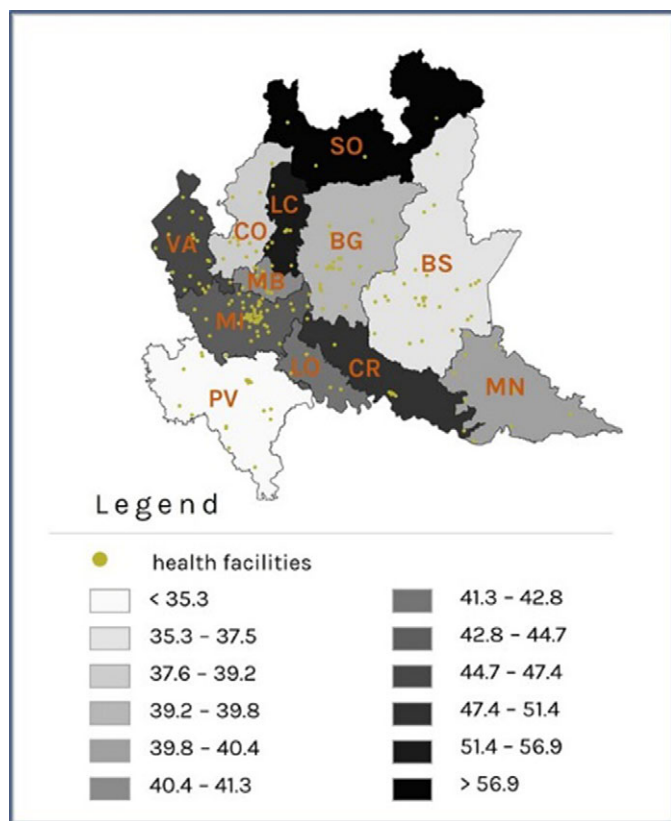 SO
LC
CO
VA
BG
BS
MB
MI
LO
CR
MN
PV
Legend
health facilities
< 35.3
35.3 – 37.5
37.6 – 39.2
39.2 – 39.8
39.8 – 40.4
40.4 – 41.3
41.3 – 42.8
42.8 – 44.7
44.7 – 47.4
47.4 – 51.4
51.4 – 56.9
> 56.9